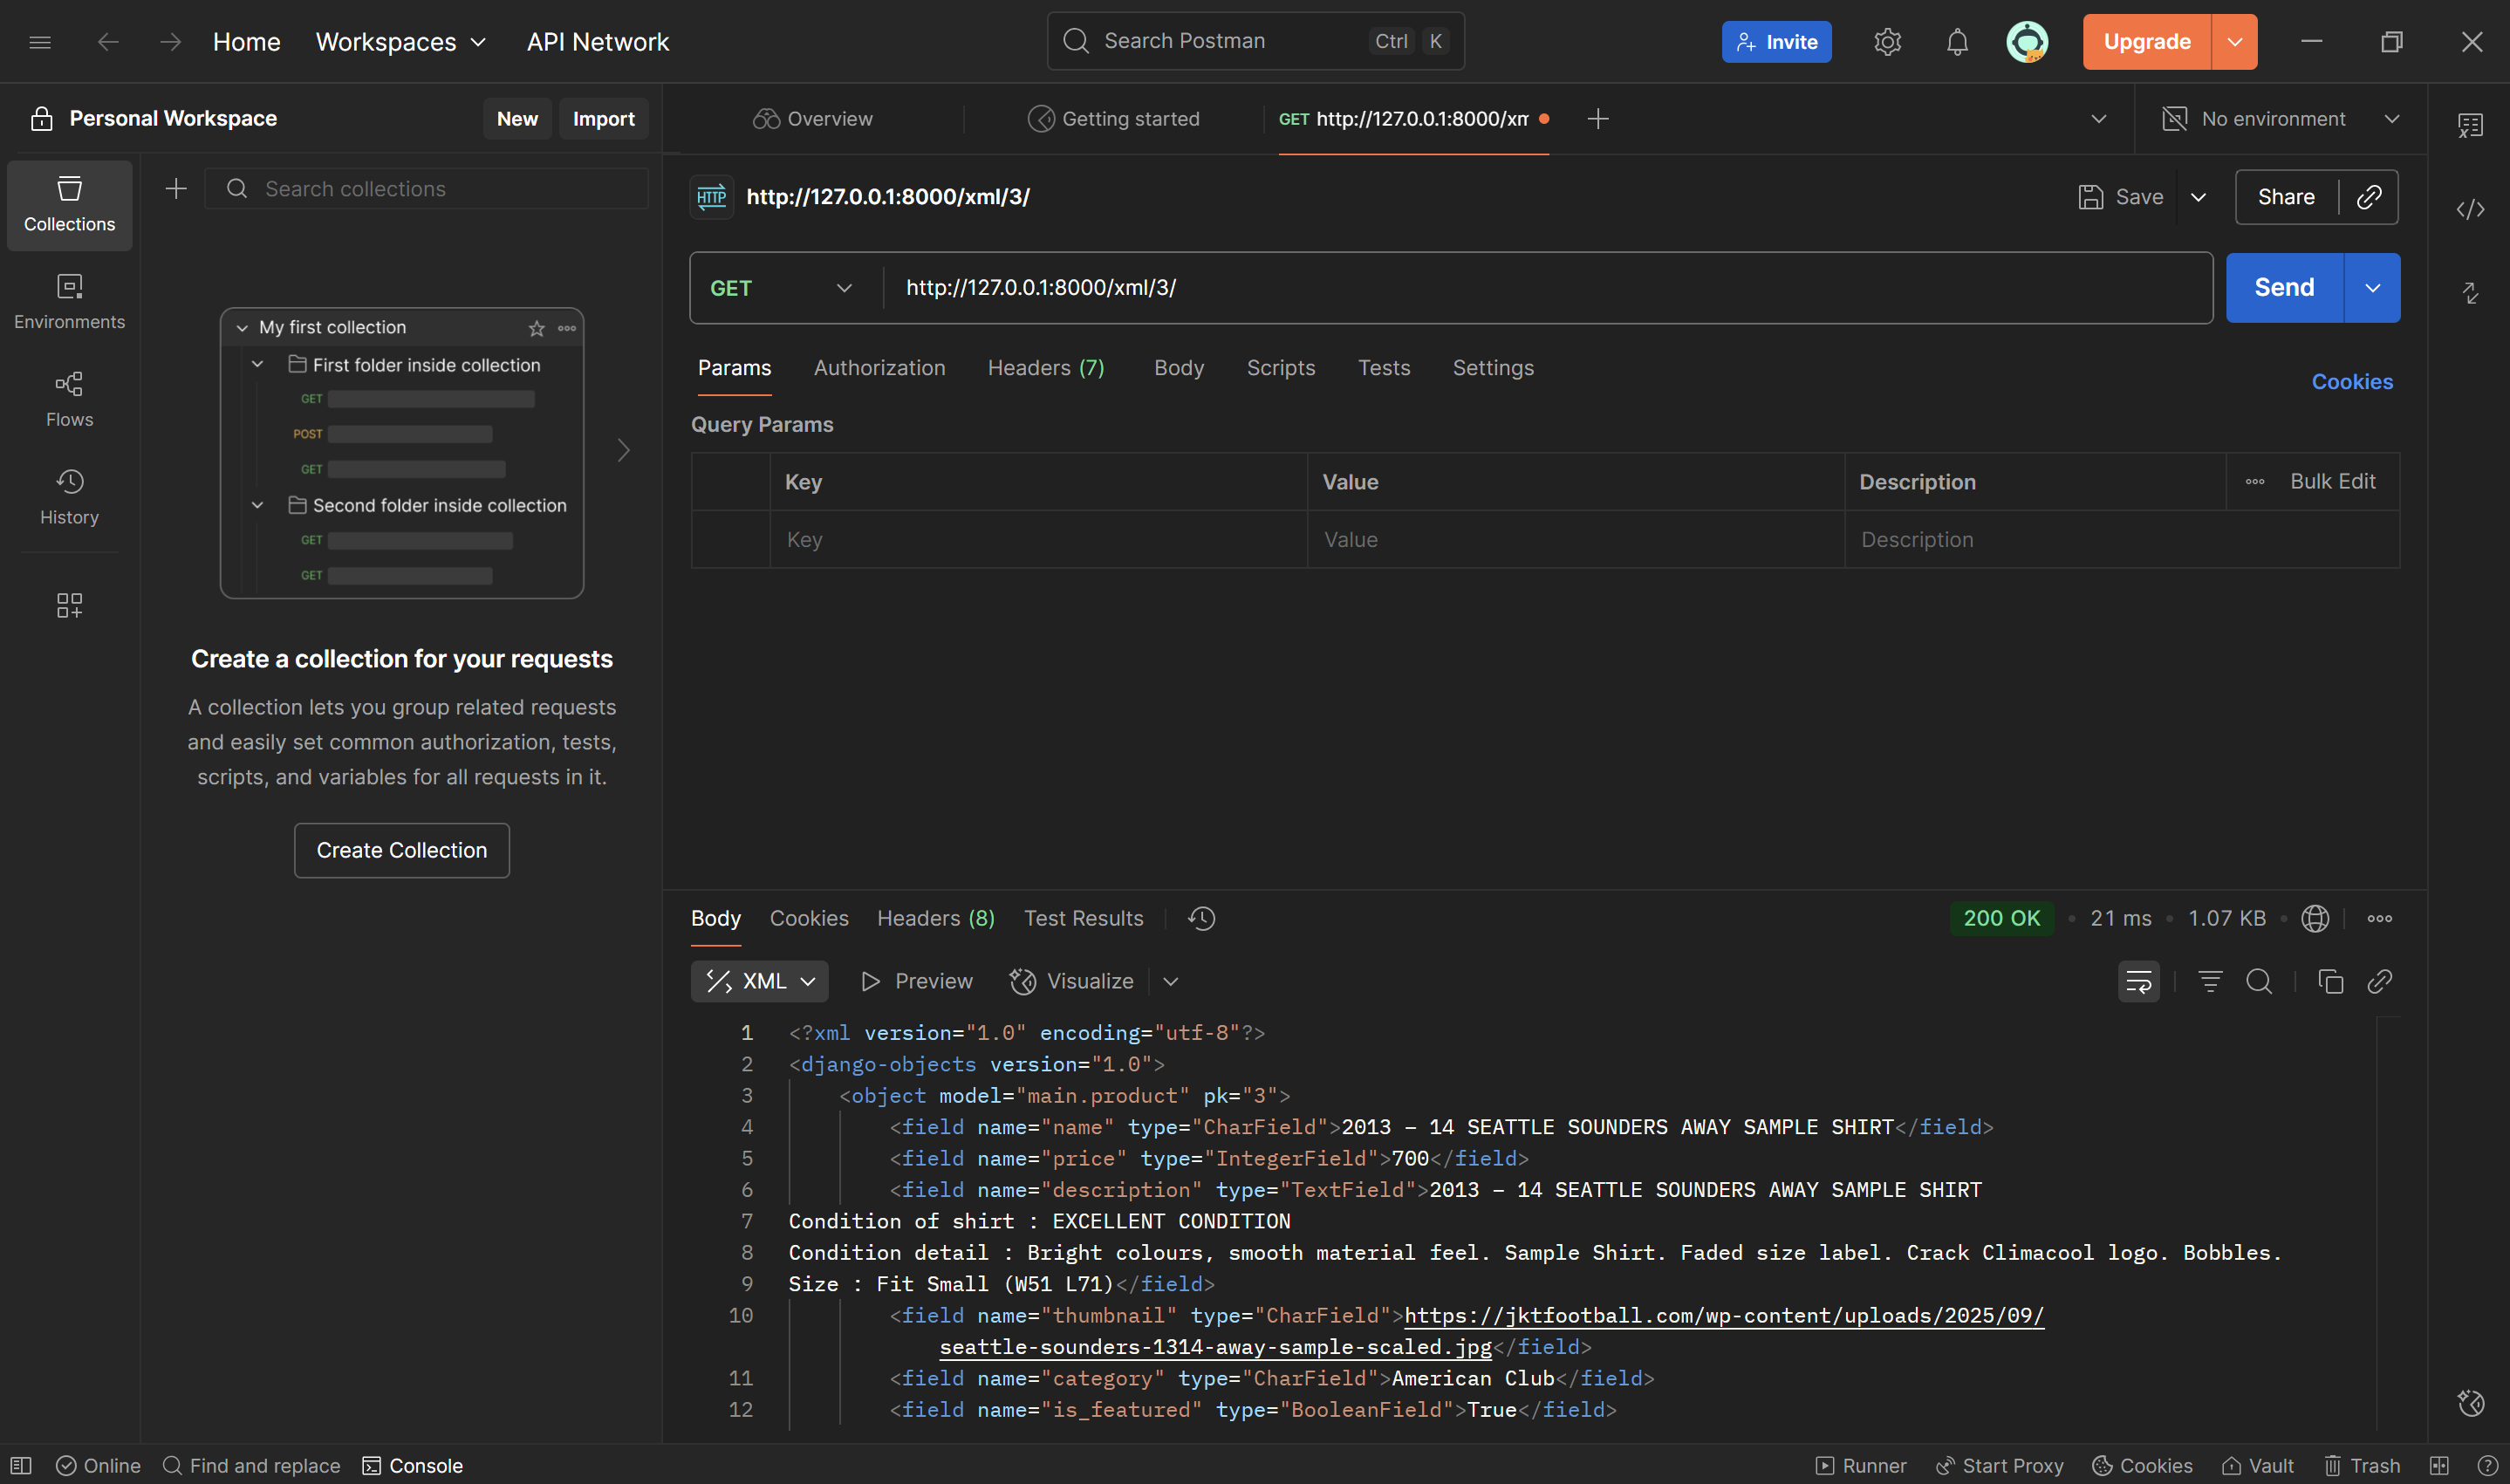 Home Workspaces API Network Search Postman Ctrl K Invite Upgrade
Personal Workspace New Import
Overview Getting started GET http://127.0.0.1:8000/xm No environment
Collections
Environments
Flows
History
Search collections
My first collection
First folder inside collection
GET
POST
GET
Second folder inside collection
GET
GET
Create a collection for your requests
A collection lets you group related requests
and easily set common authorization, tests,
scripts, and variables for all requests in it.
Create Collection
HTTP http://127.0.0.1:8000/xml/3/ Save Share
GET http://127.0.0.1:8000/xml/3/ Send
Params Authorization Headers (7) Body Scripts Tests Settings Cookies
Query Params
Key Value Description Bulk Edit
Key Value Description
Body Cookies Headers (8) Test Results 200 OK • 21 ms • 1.07 KB •
XML Preview Visualize
1 <?xml version="1.0" encoding="utf-8"?>
2 <django-objects version="1.0">
3 <object model="main.product" pk="3">
4 <field name="name" type="CharField">2013 – 14 SEATTLE SOUNDERS AWAY SAMPLE SHIRT</field>
5 <field name="price" type="IntegerField">700</field>
6 <field name="description" type="TextField">2013 – 14 SEATTLE SOUNDERS AWAY SAMPLE SHIRT
7 Condition of shirt : EXCELLENT CONDITION
8 Condition detail : Bright colours, smooth material feel. Sample Shirt. Faded size label. Crack Climacool logo. Bobbles.
9 Size : Fit Small (W51 L71)</field>
10 <field name="thumbnail" type="CharField">https://jktfootball.com/wp-content/uploads/2025/09/
seattle-sounders-1314-away-sample-scaled.jpg</field>
11 <field name="category" type="CharField">American Club</field>
12 <field name="is_featured" type="BooleanField">True</field>
Online Find and replace Console Runner Start Proxy Cookies Vault Trash